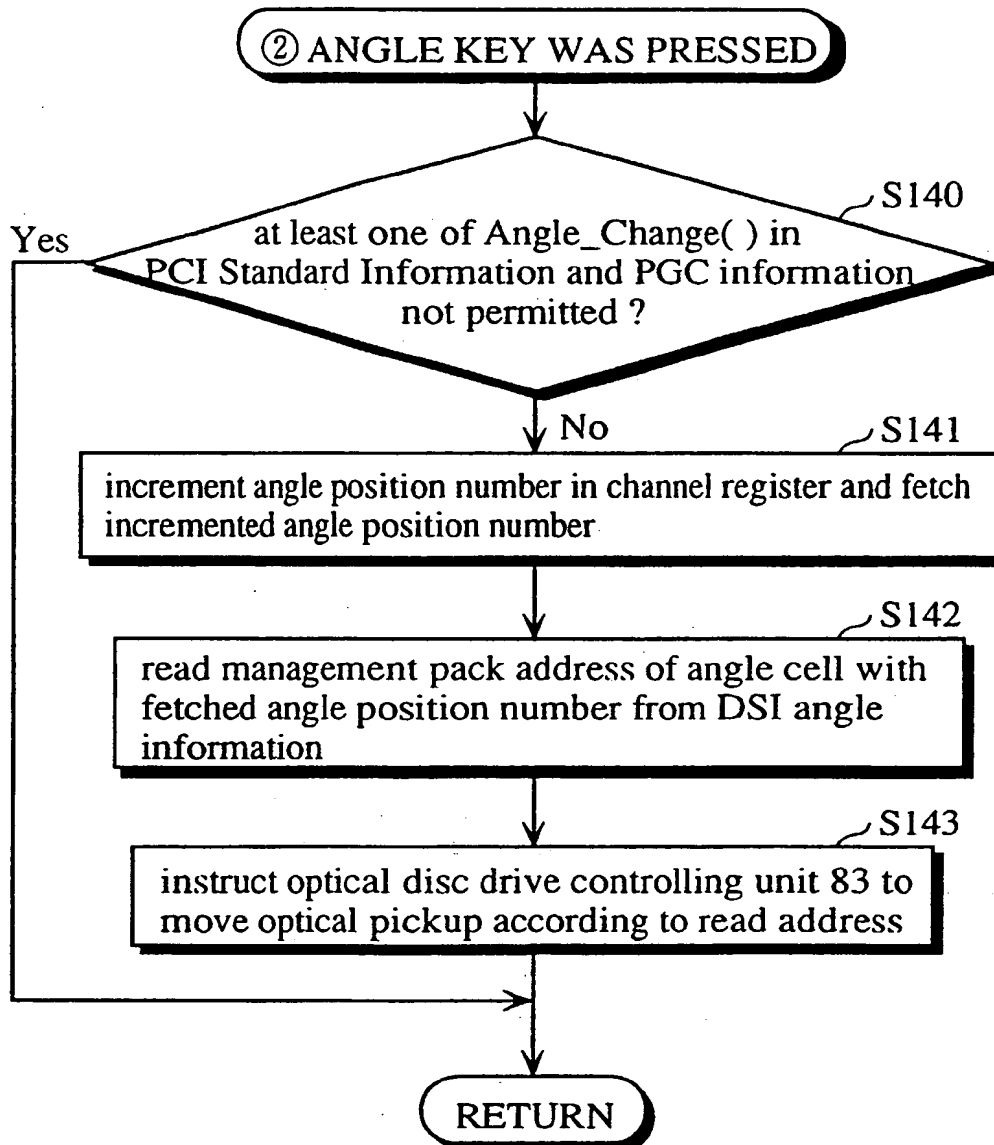 ② ANGLE KEY WAS PRESSED
S140
Yes
at least one of Angle_Change( ) in
PCI Standard Information and PGC information
not permitted ?
No
S141
increment angle position number in channel register and fetch
incremented angle position number
S142
read management pack address of angle cell with
fetched angle position number from DSI angle
information
S143
instruct optical disc drive controlling unit 83 to
move optical pickup according to read address
RETURN